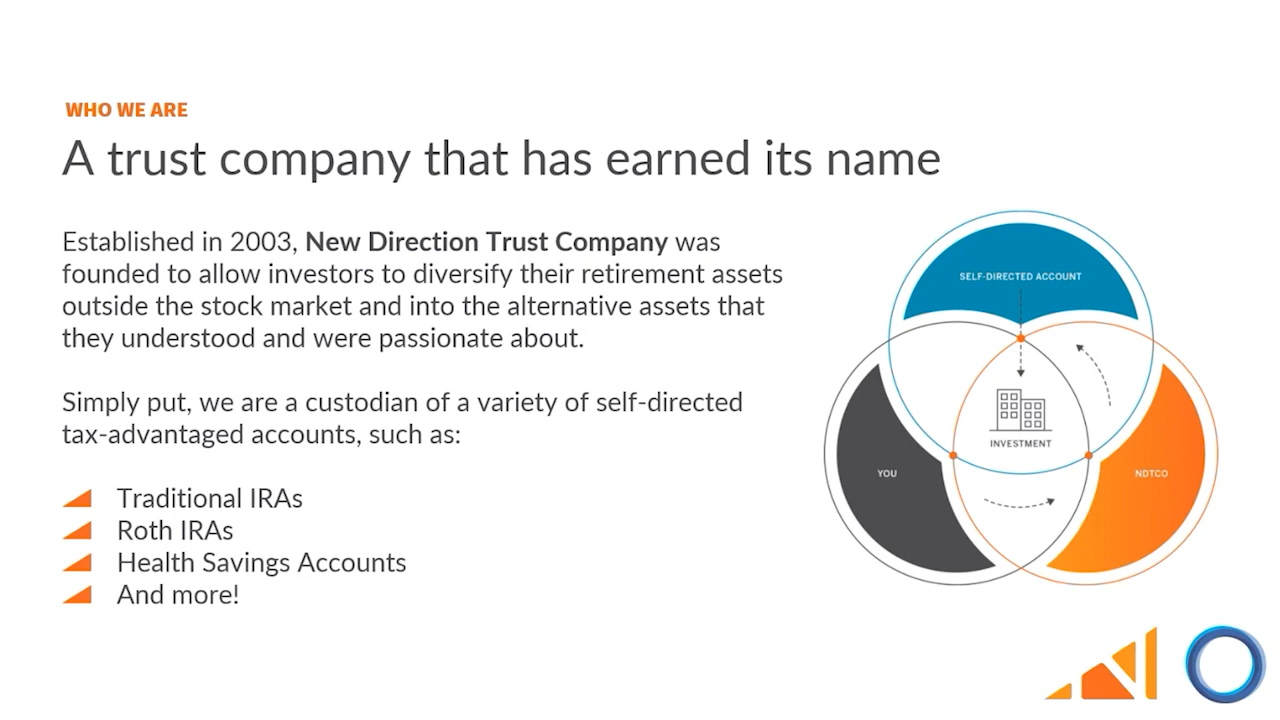 WHO WE ARE
A trust company that has earned its name
Established in 2003, New Direction Trust Company was
founded to allow investors to diversify their retirement assets
outside the stock market and into the alternative assets that
they understood and were passionate about.
Simply put, we are a custodian of a variety of self-directed
tax-advantaged accounts, such as:
Traditional IRAs
Roth IRAs
Health Savings Accounts
And more!
SELF-DIRECTED ACCOUNT
INVESTMENT
YOU
NDTCO